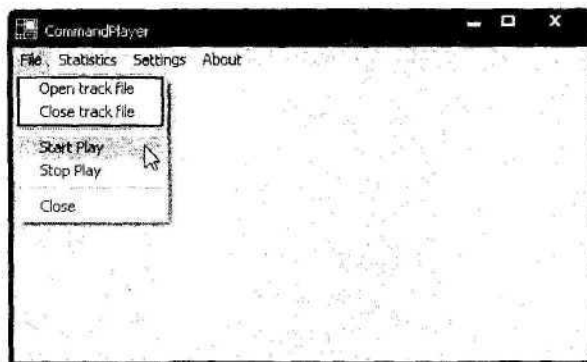 CommandPlayer
File Statistics Settings About
Open track file
Close track file
Start Play
Stop Play
Close